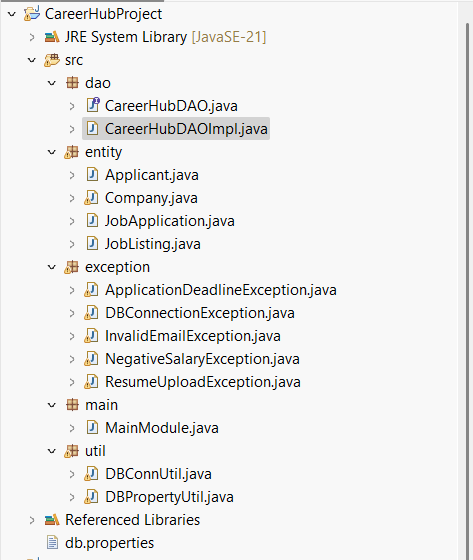 CareerHubProject
JRE System Library [JavaSE-21]
src
dao
CareerHubDAO.java
CareerHubDAOImpl.java
entity
Applicant.java
Company.java
JobApplication.java
JobListing.java
exception
ApplicationDeadlineException.java
DBConnectionException.java
InvalidEmailException.java
NegativeSalaryException.java
ResumeUploadException.java
main
MainModule.java
util
DBConnUtil.java
DBPropertyUtil.java
Referenced Libraries
db.properties